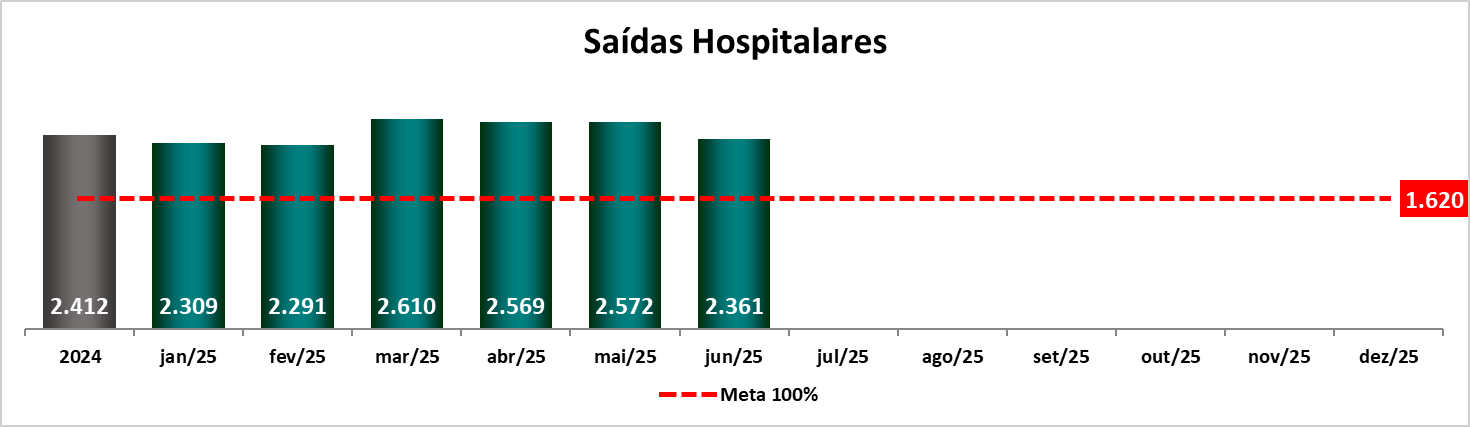 Saídas Hospitalares
1.620
2.412 2.309 2.291 2.610 2.569 2.572 2.361
2024 jan/25 fev/25 mar/25 abr/25 mai/25 jun/25 jul/25 ago/25 set/25 out/25 nov/25 dez/25
Meta 100%